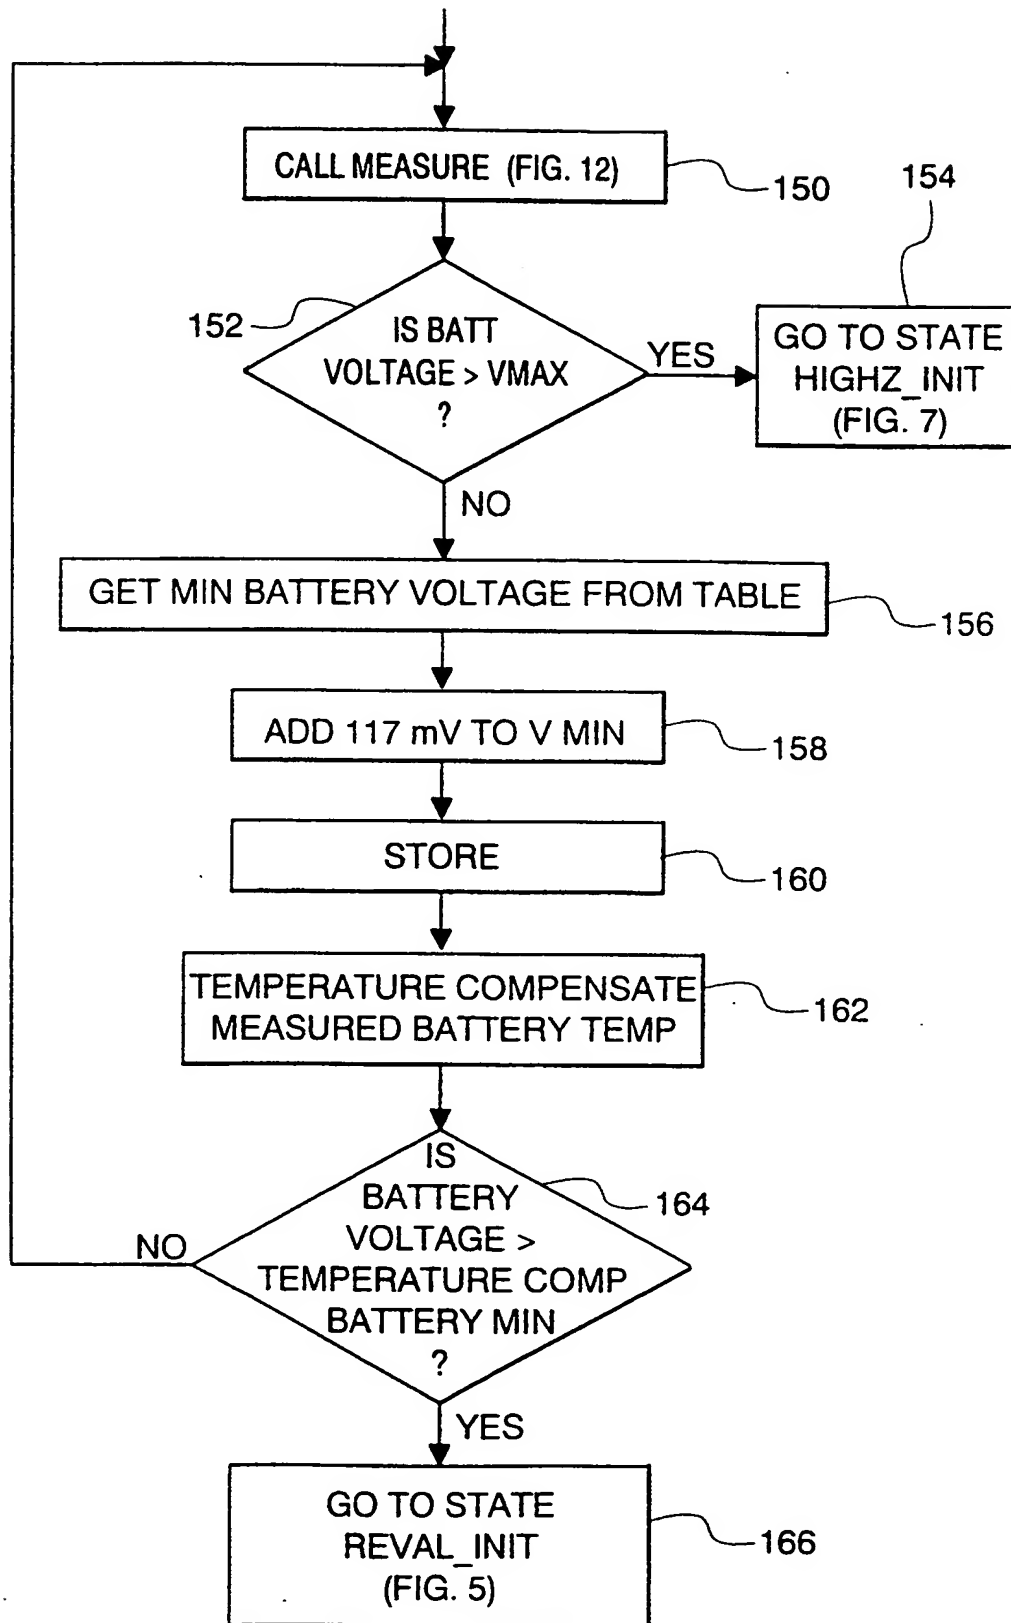 CALL MEASURE (FIG. 12)
150
154
152
IS BATT
VOLTAGE > VMAX
?
YES
GO TO STATE
HIGHZ_INIT
(FIG. 7)
NO
GET MIN BATTERY VOLTAGE FROM TABLE
156
ADD 117 mV TO V MIN
158
STORE
160
TEMPERATURE COMPENSATE
MEASURED BATTERY TEMP
162
IS
BATTERY
VOLTAGE >
TEMPERATURE COMP
BATTERY MIN
?
164
NO
YES
GO TO STATE
REVAL_INIT
(FIG. 5)
166